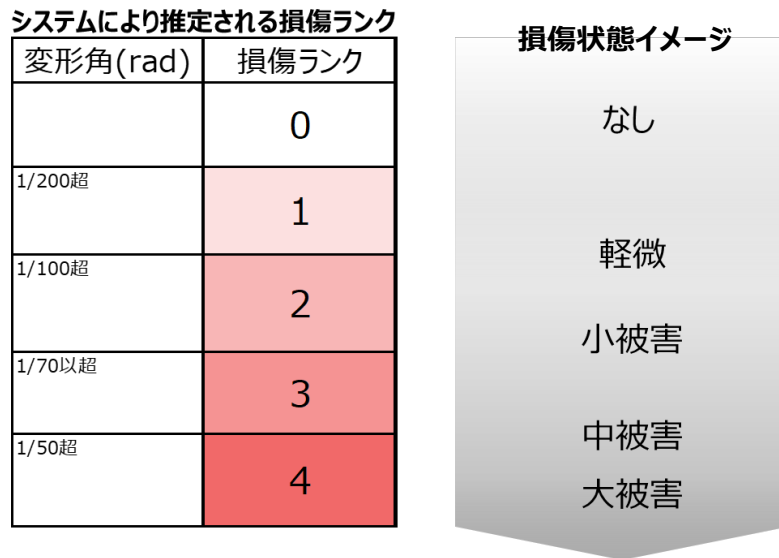 システムにより推定される損傷ランク
変形角(rad)
損傷ランク
0
1/200超
1
1/100超
2
1/70以超
3
1/50超
4
損傷状態イメージ
なし
軽微
小被害
中被害
大被害